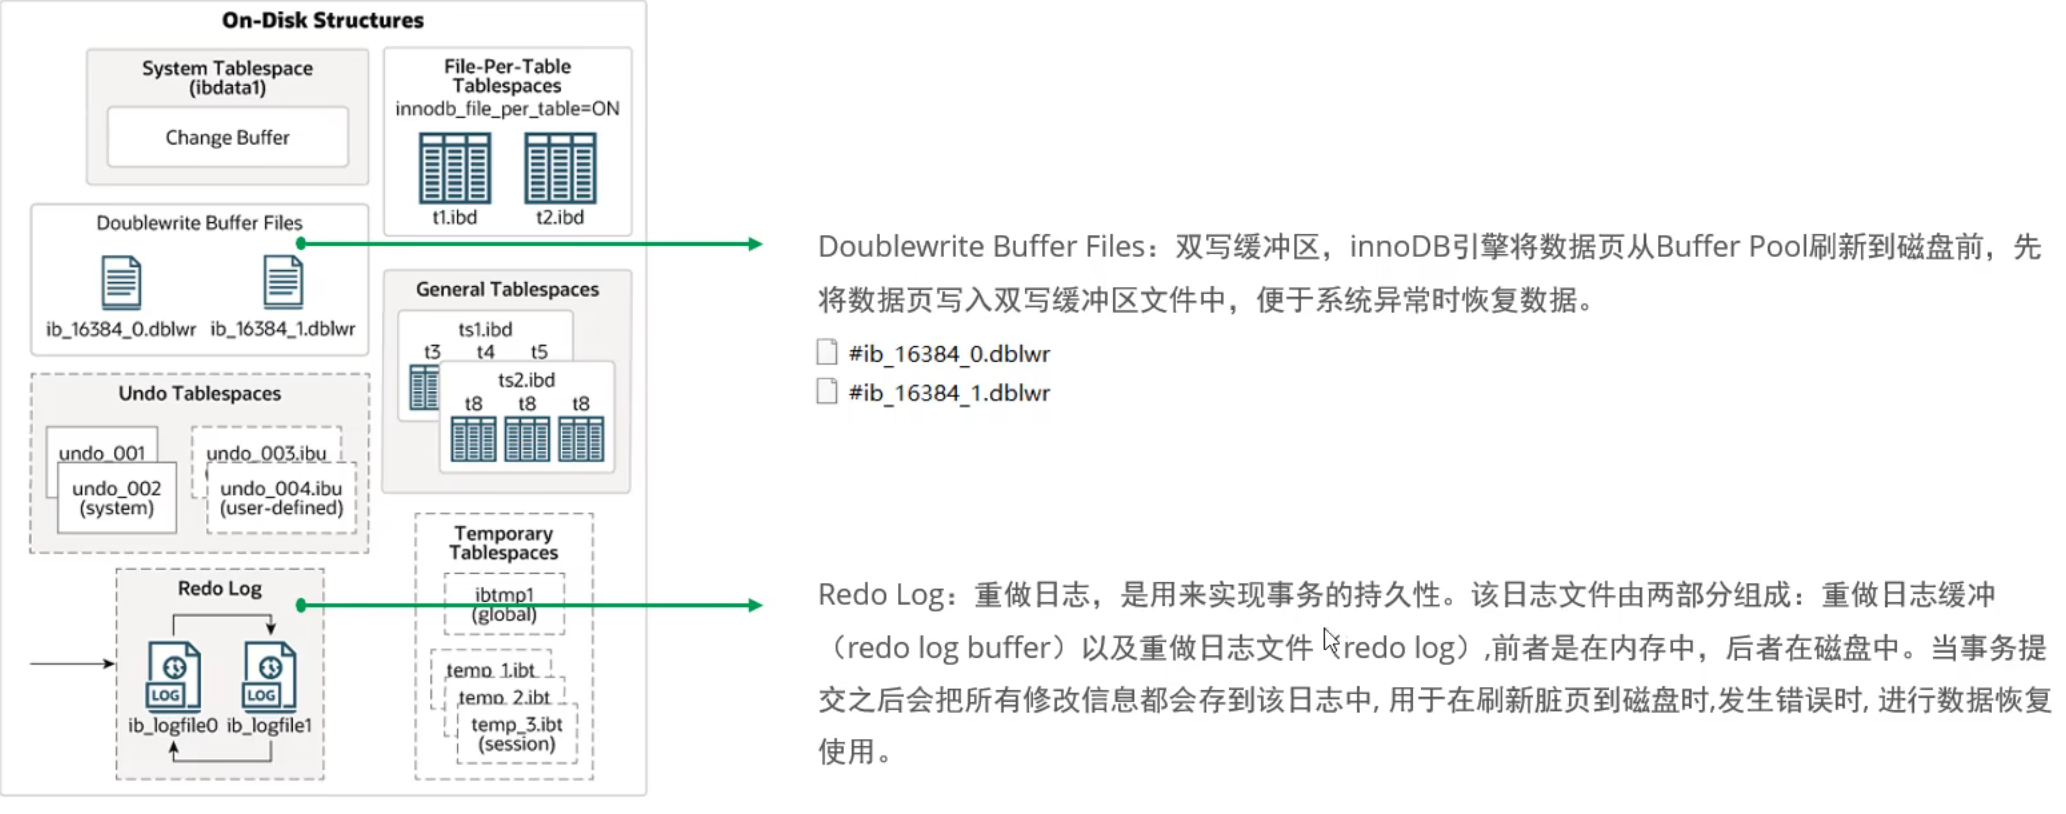 On-Disk Structures
System Tablespace
(ibdata1)
Change Buffer
File-Per-Table
Tablespaces
innodb_file_per_table=ON
t1.ibd
t2.ibd
Doublewrite Buffer Files
ib_16384_0.dblwr
ib_16384_1.dblwr
General Tablespaces
ts1.ibd
t3 t4 t5
ts2.ibd
t8 t8 t8
Undo Tablespaces
undo_001
undo_002
(system)
undo_003.ibu
undo_004.ibu
(user-defined)
Redo Log
LOG
LOG
ib_logfile0
ib_logfile1
Temporary
Tablespaces
ibtmp1
(global)
temp_1.ibt
temp_2.ibt
temp_3.ibt
(session)
Doublewrite Buffer Files：双写缓冲区，innoDB引擎将数据页从Buffer Pool刷新到磁盘前，先
将数据页写入双写缓冲区文件中，便于系统异常时恢复数据。
#ib_16384_0.dblwr
#ib_16384_1.dblwr
Redo Log：重做日志，是用来实现事务的持久性。该日志文件由两部分组成：重做日志缓冲
（redo log buffer）以及重做日志文件（redo log）,前者是在内存中，后者在磁盘中。当事务提
交之后会把所有修改信息都会存到该日志中, 用于在刷新脏页到磁盘时,发生错误时, 进行数据恢复
使用。